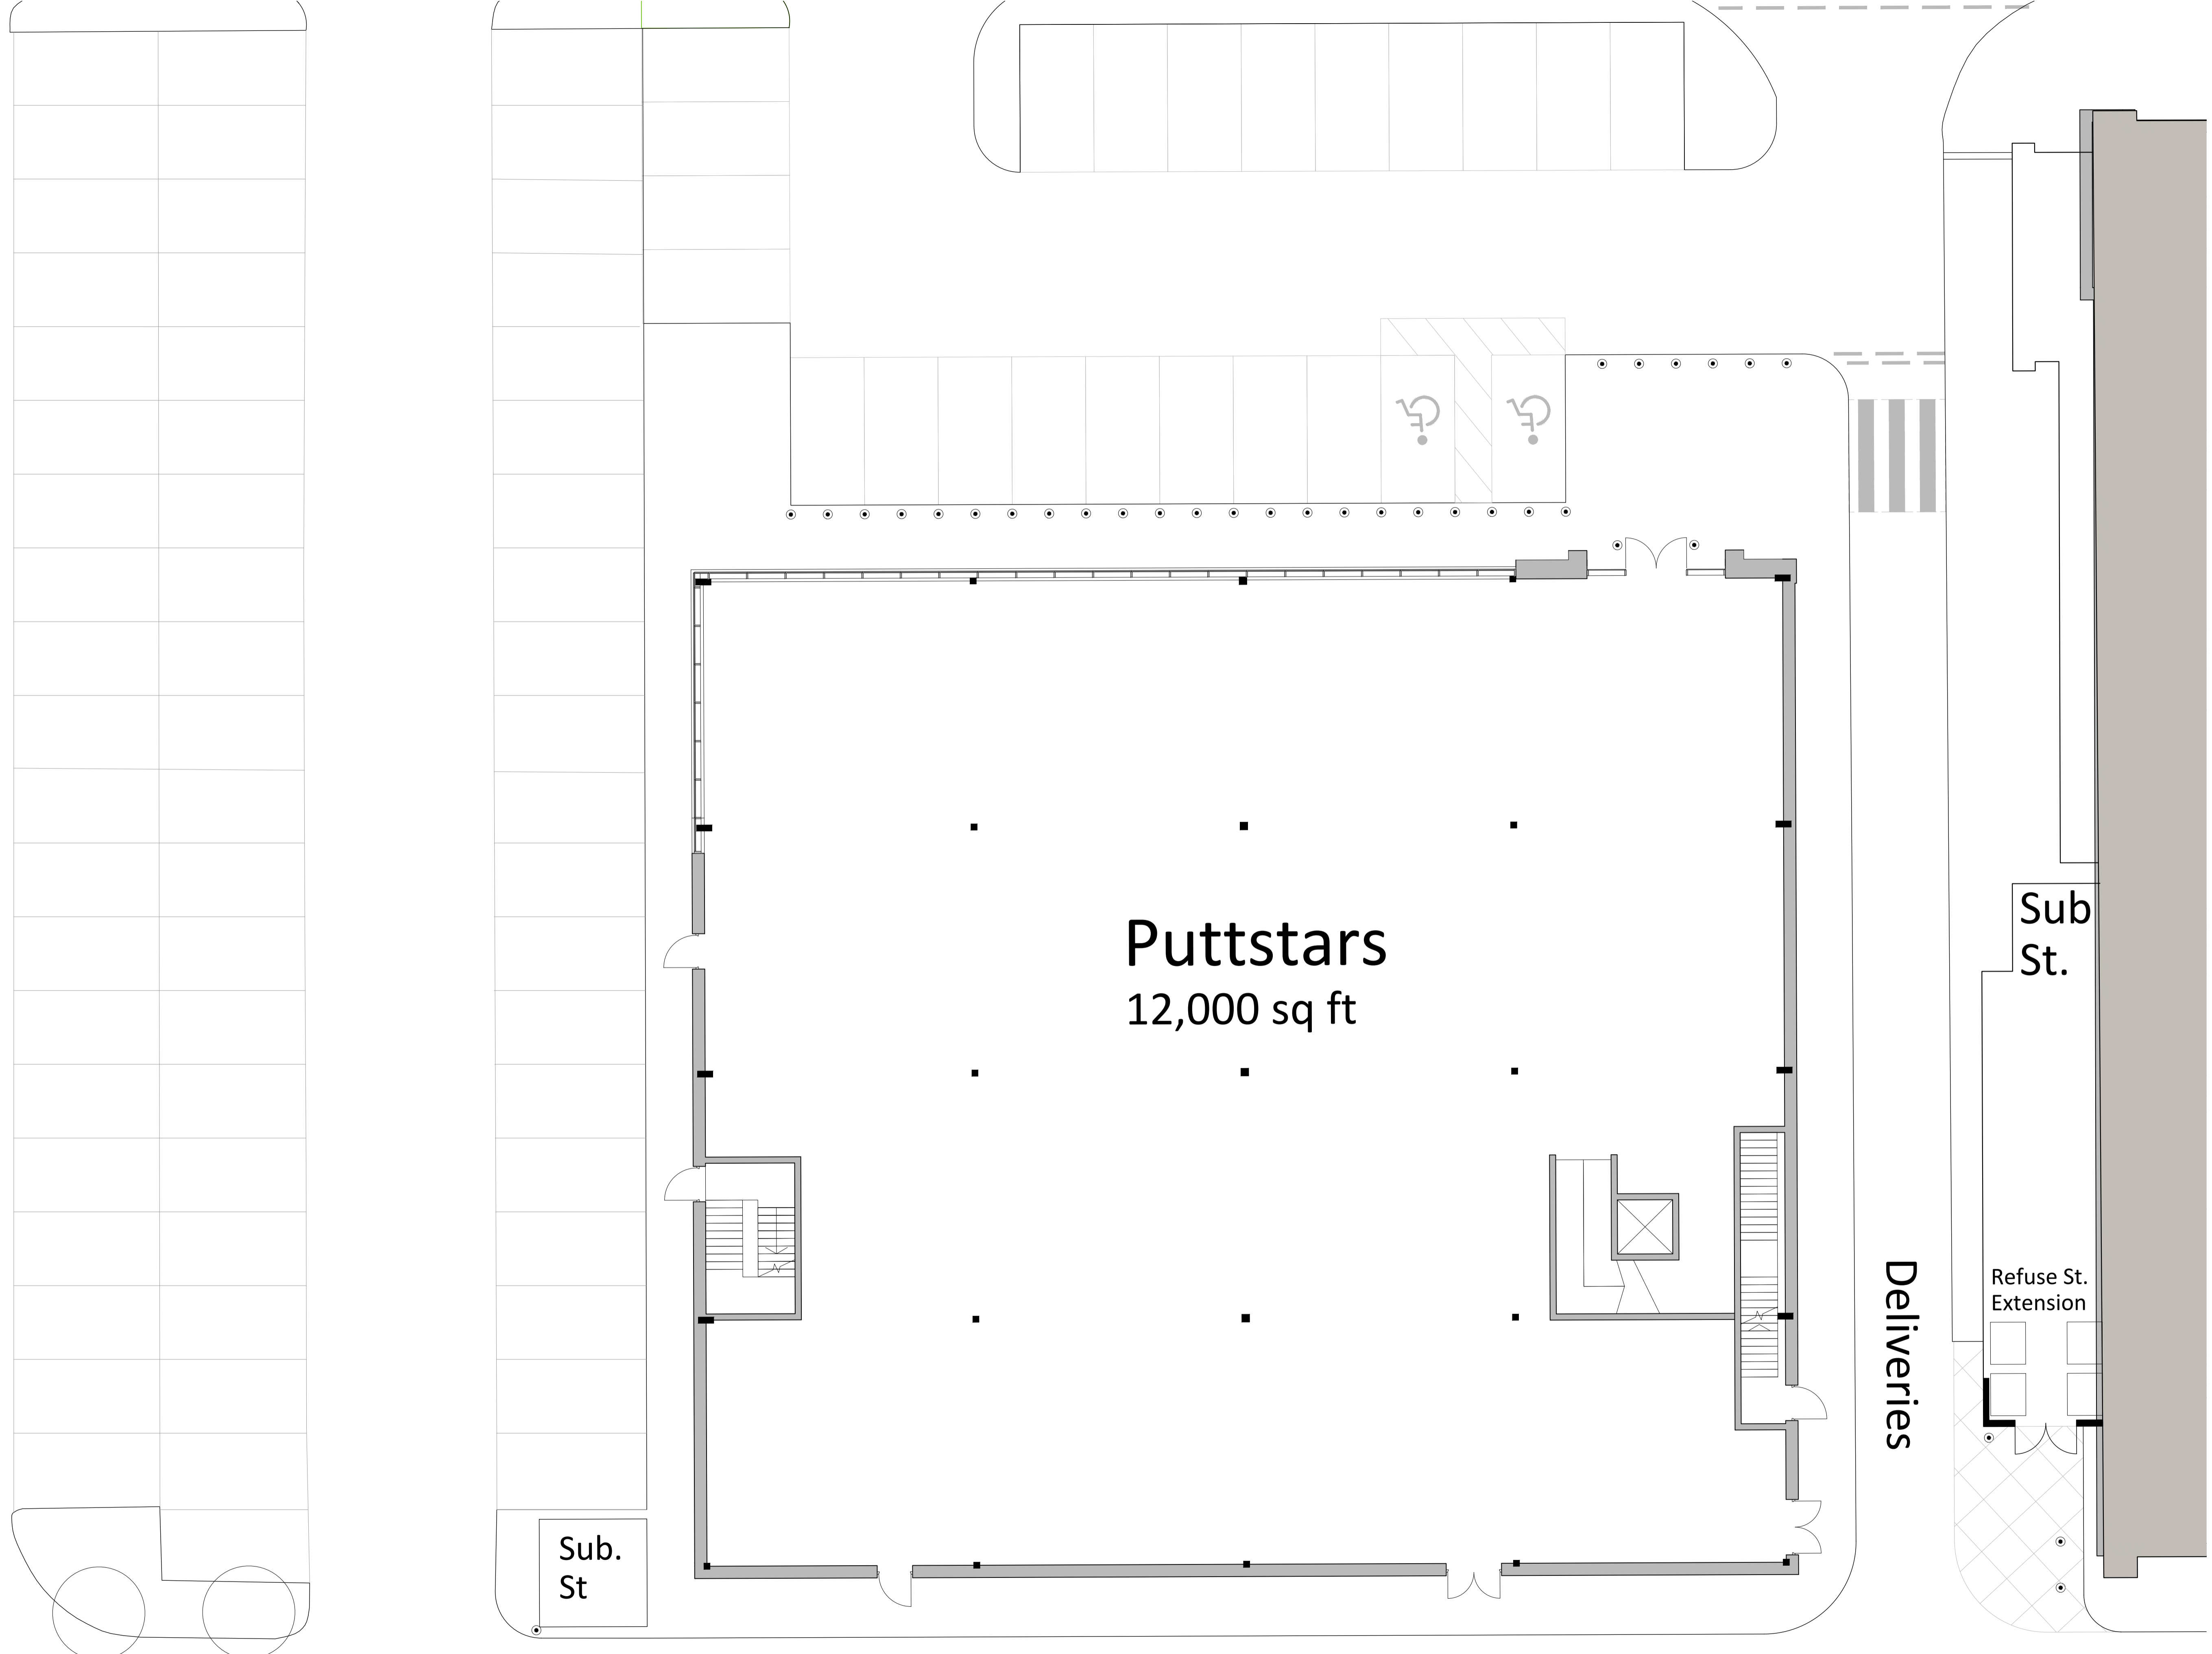 Puttstars
12,000 sq ft
Sub
St.
Refuse St.
Extension
Deliveries
Sub.
St